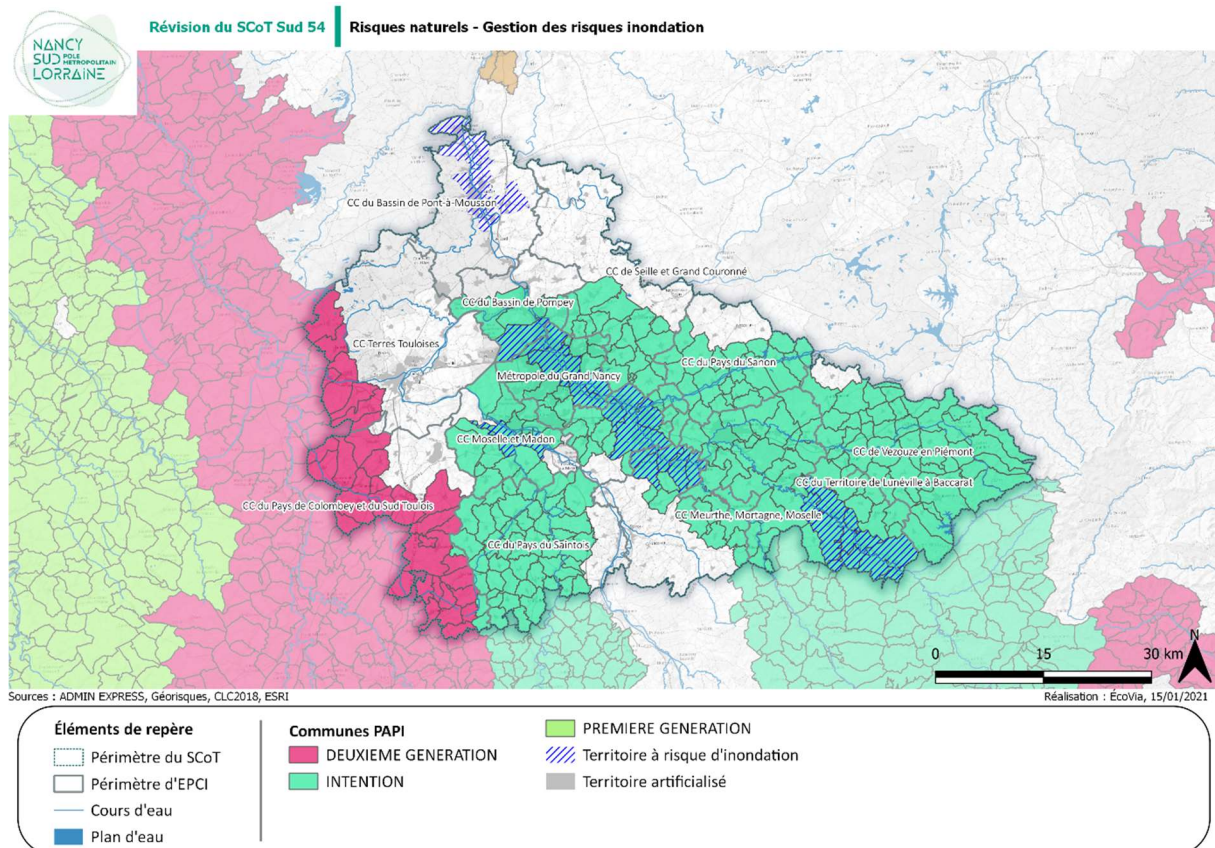 NANCY
SUD PÔLE MÉTROPOLITAIN
LORRAINE
Révision du SCoT Sud 54
Risques naturels - Gestion des risques inondation
CC du Bassin de Pont-à-Mousson
CC de Seille et Grand Couronné
CC du Bassin de Pompey
CC Terres Touloises
CC du Pays du Sanon
Métropole du Grand Nancy
CC Moselle et Madon
CC de Vezouze en Piémont
CC du Territoire de Lunéville à Baccarat
CC du Pays de Colombey et du Sud Toulois
CC Meurthe, Mortagne, Moselle
CC du Pays du Saintois
N
0 15 30 km
Sources : ADMIN EXPRESS, Géorisques, CLC2018, ESRI
Réalisation : ÉcoVia, 15/01/2021
Éléments de repère
Périmètre du SCoT
Périmètre d'EPCI
Cours d'eau
Plan d'eau
Communes PAPI
DEUXIEME GENERATION
INTENTION
PREMIERE GENERATION
Territoire à risque d'inondation
Territoire artificialisé